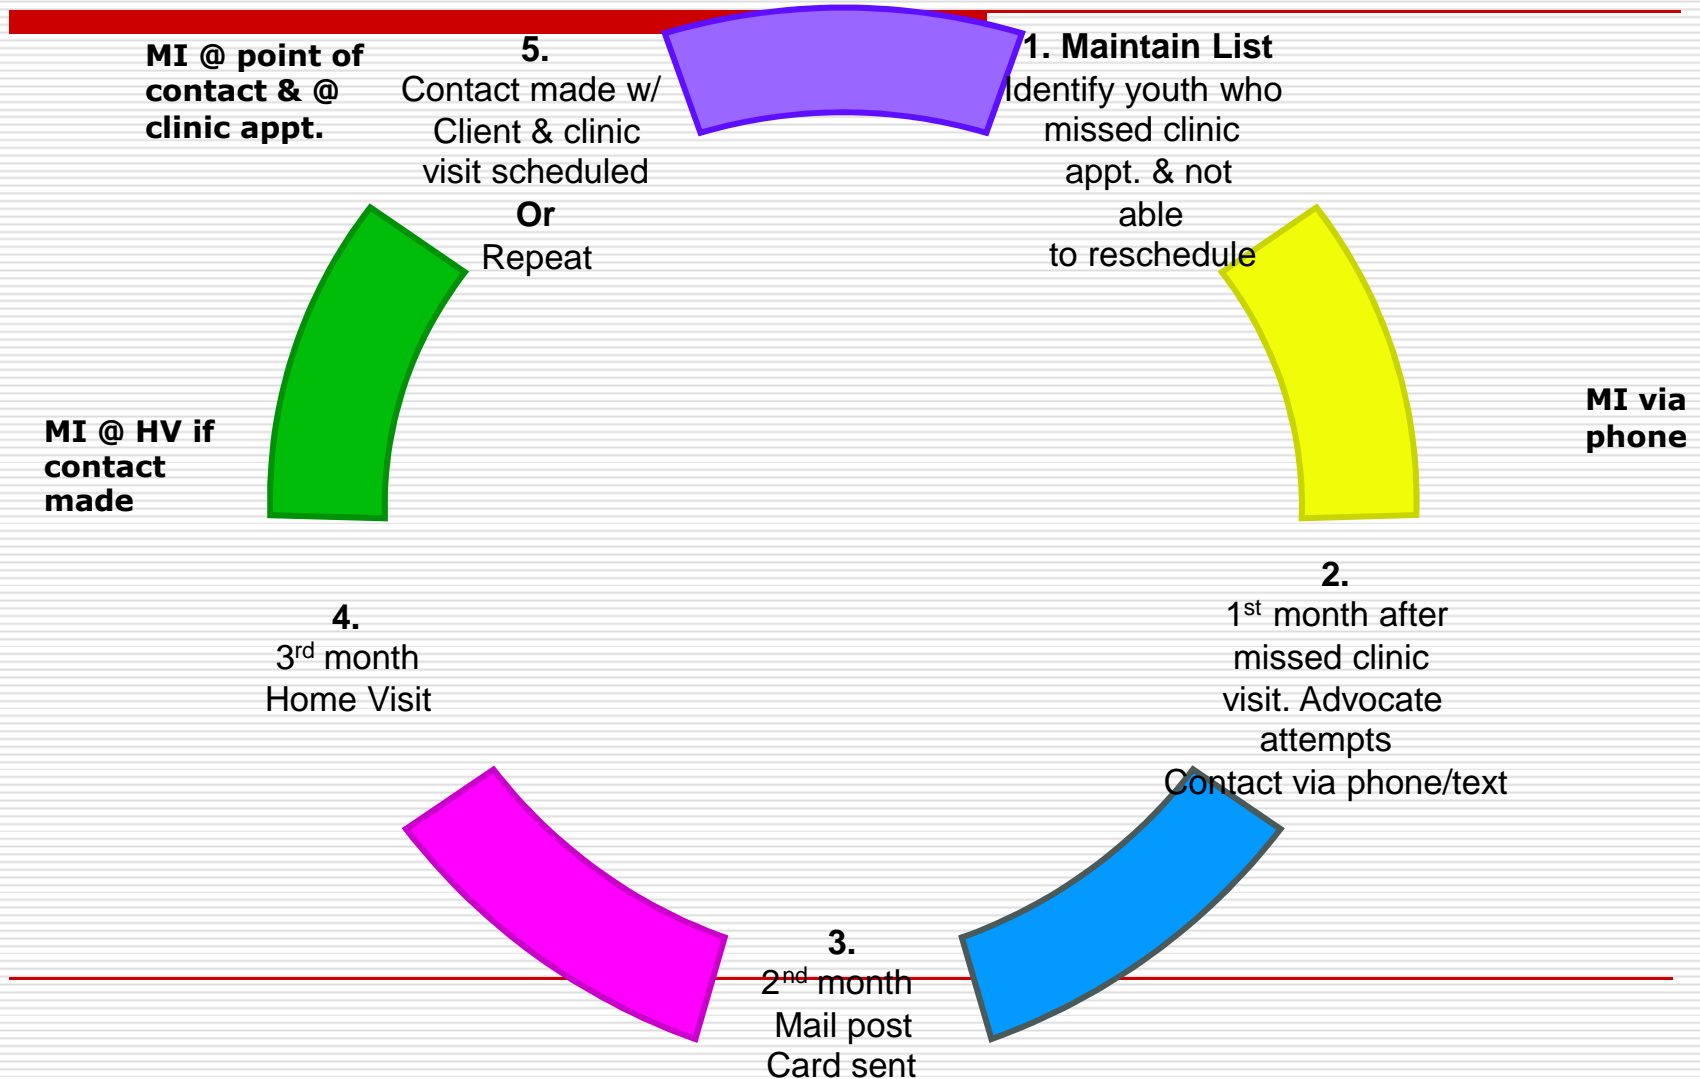 MI @ point of
contact & @
clinic appt.
5.
Contact made w/
Client & clinic
visit scheduled
Or
Repeat
1. Maintain List
Identify youth who
missed clinic
appt. & not
able
to reschedule
MI via
phone
2.
1st month after
missed clinic
visit. Advocate
attempts
Contact via phone/text
3.
2nd month
Mail post
Card sent
4.
3rd month
Home Visit
MI @ HV if
contact
made